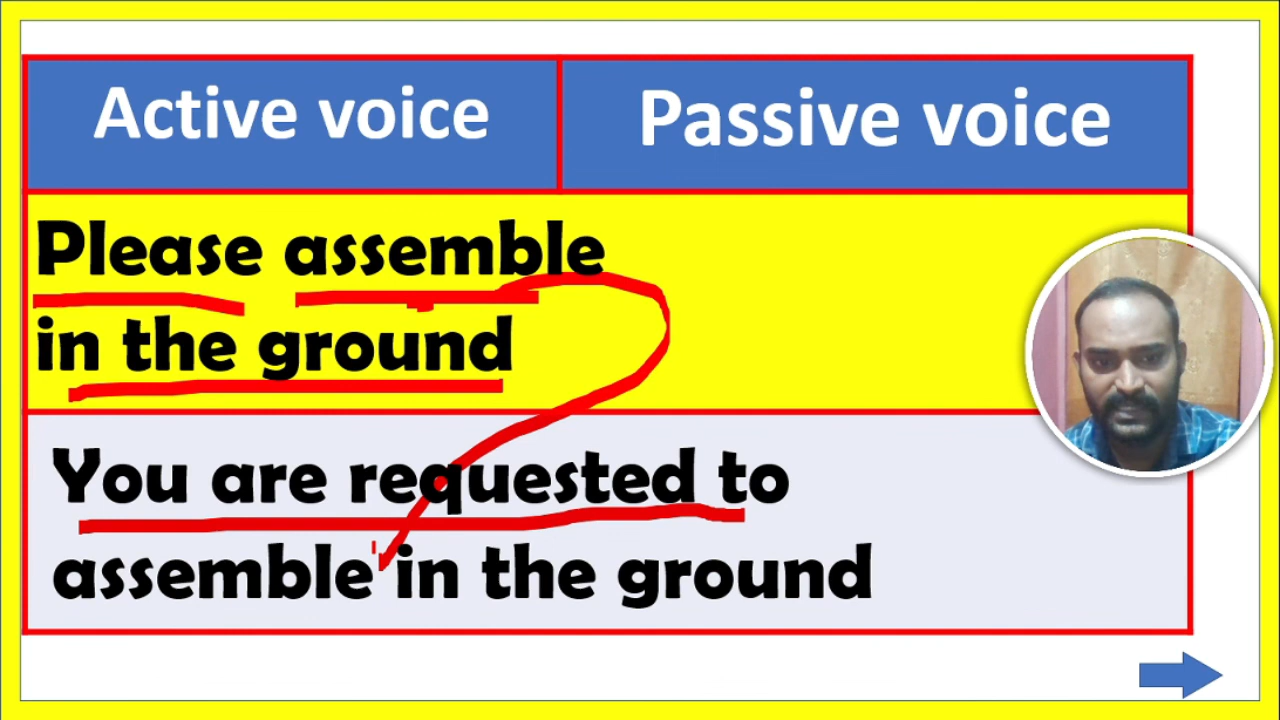 Active voice
Passive voice
Please assemble
in the ground
You are requested to
assemble in the ground